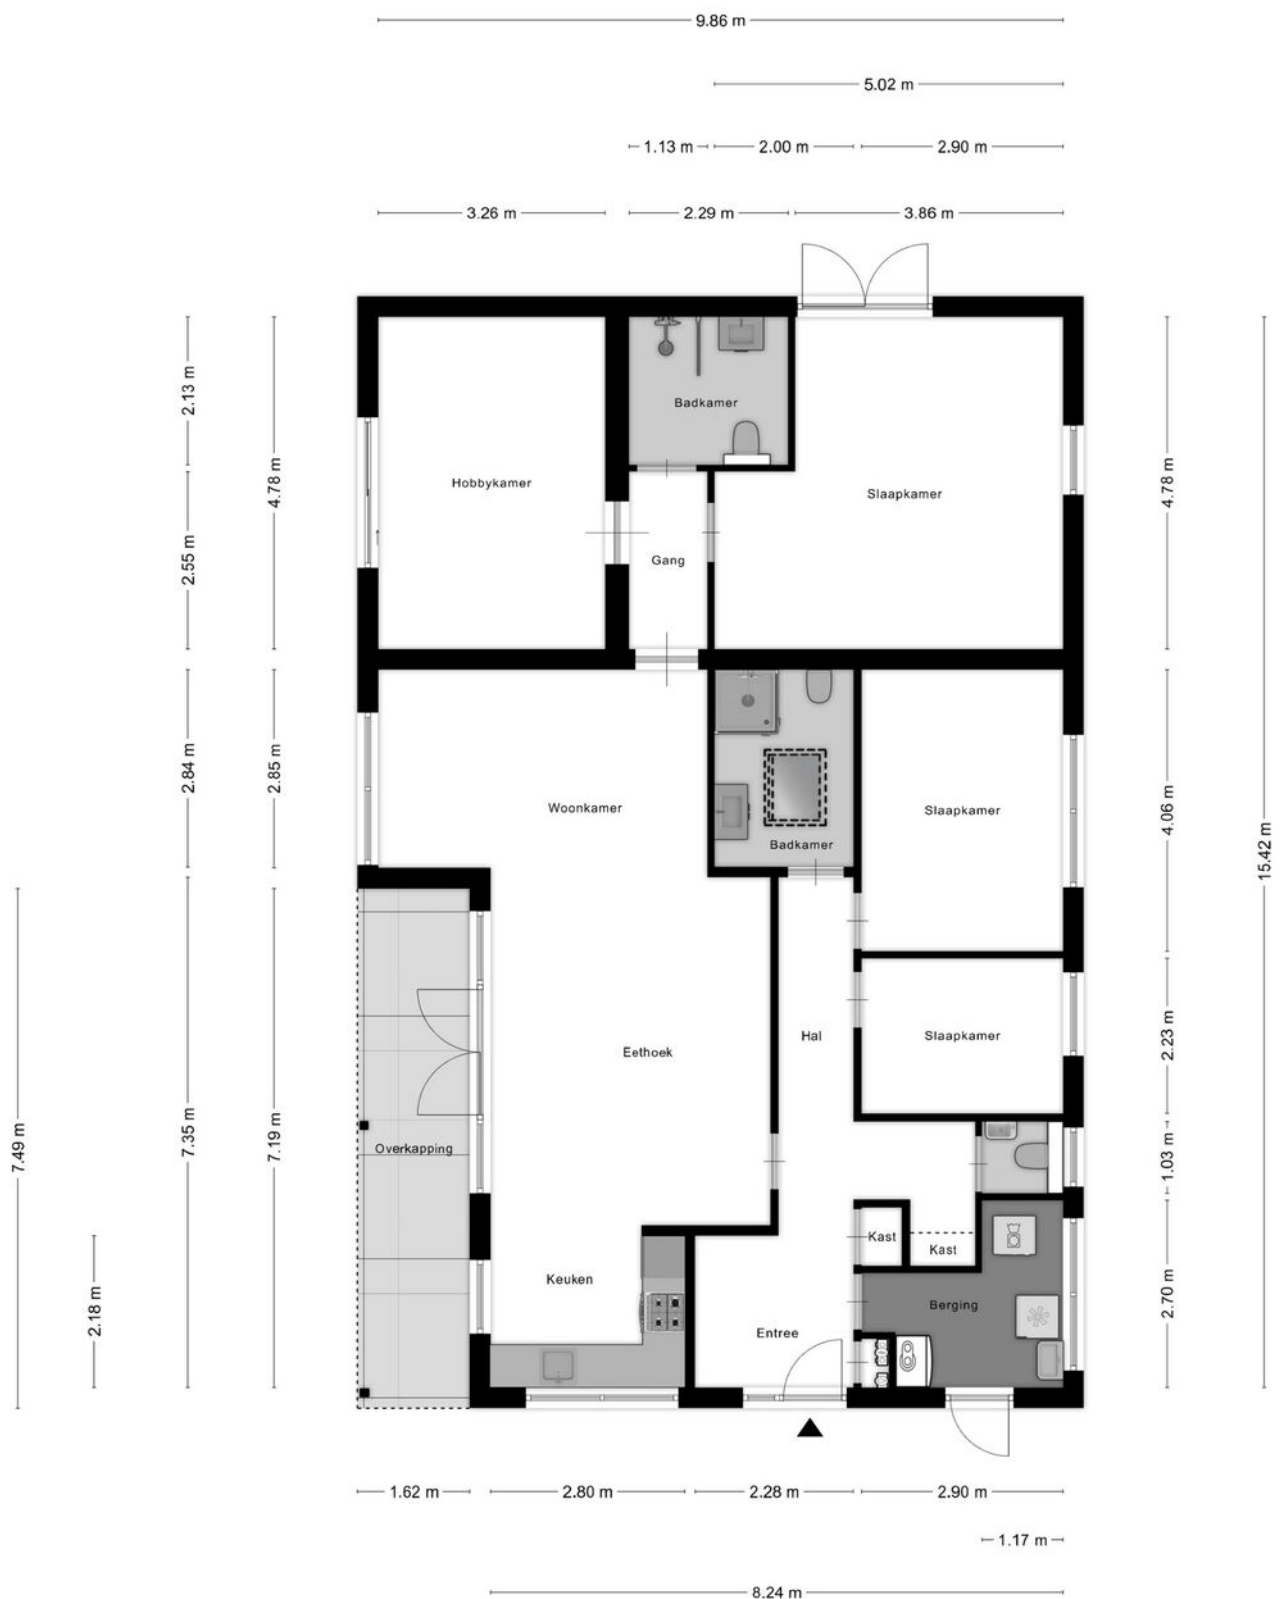 9.86 m
5.02 m
1.13 m
2.00 m
2.90 m
3.26 m
2.29 m
3.86 m
2.13 m
4.78 m
2.55 m
4.78 m
Badkamer
Hobbykamer
Slaapkamer
Gang
2.84 m
2.85 m
4.06 m
15.42 m
Woonkamer
Slaapkamer
Badkamer
2.23 m
Eethoek
Hal
Slaapkamer
7.49 m
7.35 m
7.19 m
Overkapping
1.03 m
Kast
Kast
2.18 m
Keuken
Berging
2.70 m
Entree
1.62 m
2.80 m
2.28 m
2.90 m
1.17 m
8.24 m